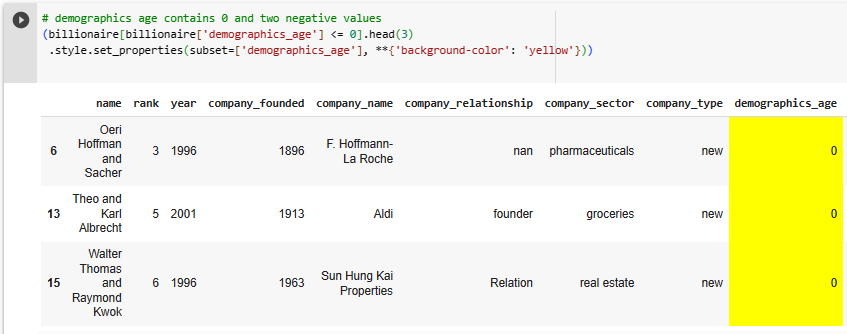 # demographics age contains 0 and two negative values
(billionaire[billionaire['demographics_age'] <= 0].head(3)
.style.set_properties(subset=['demographics_age'], **{'background-color': 'yellow'}))
name rank year company_founded company_name company_relationship company_sector company_type demographics_age
6 Oeri Hoffman and Sacher 3 1996 1896 F. Hoffmann-La Roche nan pharmaceuticals new 0
13 Theo and Karl Albrecht 5 2001 1913 Aldi founder groceries new 0
15 Walter Thomas and Raymond Kwok 6 1996 1963 Sun Hung Kai Properties Relation real estate new 0